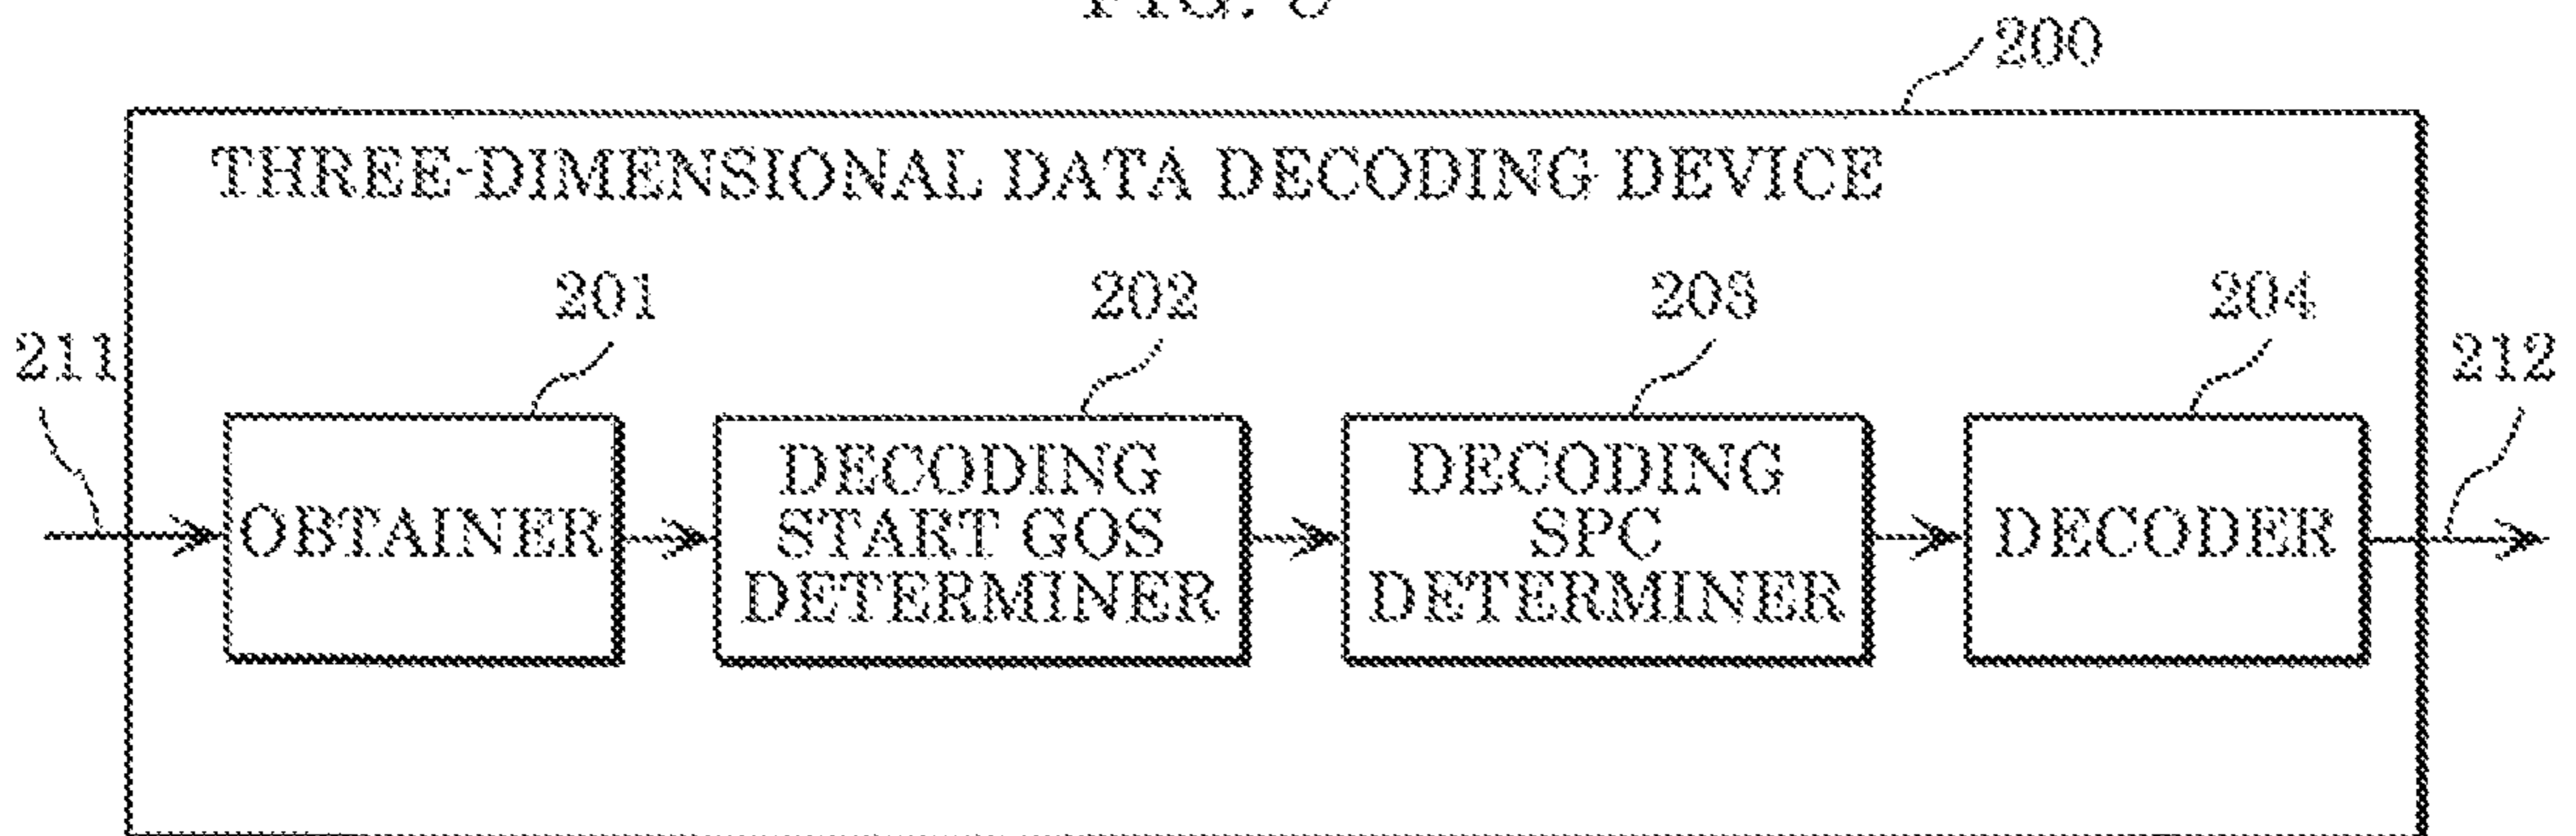 FIG.
200
THREE-DIMENSIONAL DATA DECODING DEVICE
201
202
203
204
211
212
OBTAINER
DECODING
START GOS
DETERMINER
DECODING
SPC
DETERMINER
DECODER